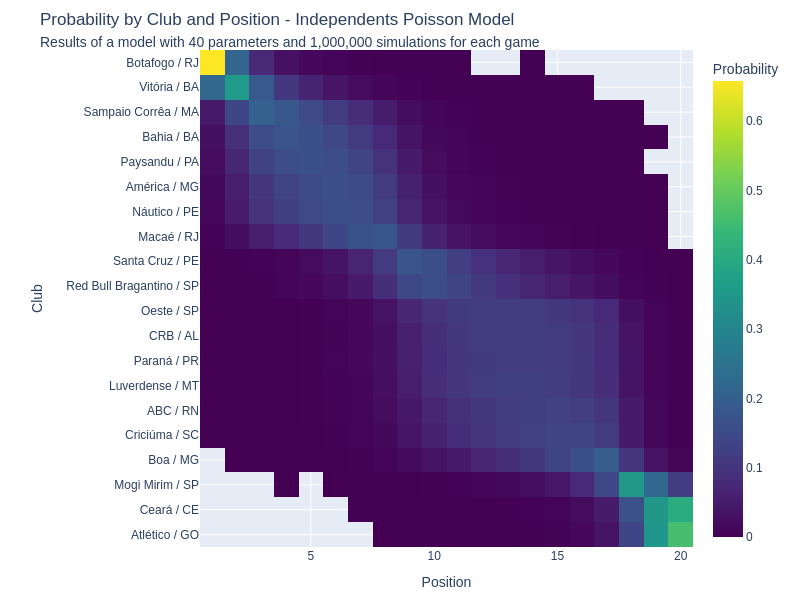 Probability by Club and Position - Independents Poisson Model
Results of a model with 40 parameters and 1,000,000 simulations for each game
Probability
Club
Botafogo / RJ
Vitória / BA
Sampaio Corrêa / MA
Bahia / BA
Paysandu / PA
América / MG
Náutico / PE
Macaé / RJ
Santa Cruz / PE
Red Bull Bragantino / SP
Oeste / SP
CRB / AL
Paraná / PR
Luverdense / MT
ABC / RN
Criciúma / SC
Boa / MG
Mogi Mirim / SP
Ceará / CE
Atlético / GO
0.6
0.5
0.4
0.3
0.2
0.1
0
5
10
15
20
Position